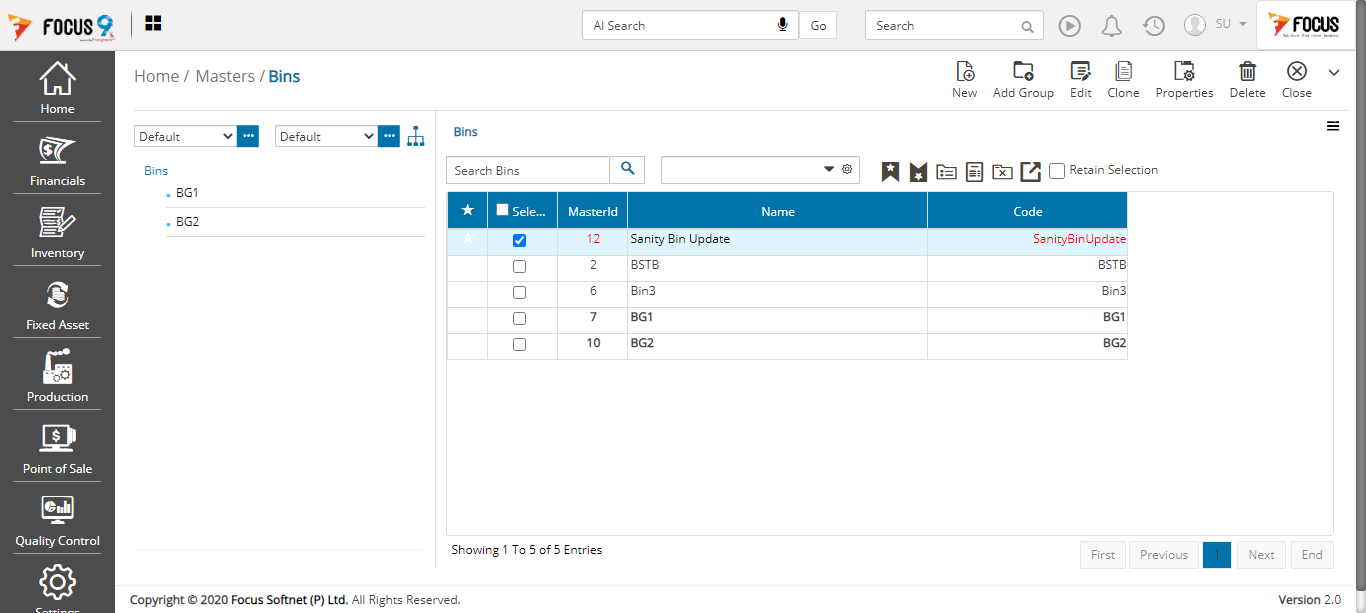 FOCUS 9
AI Search
Go
Search
SU
FOCUS
Home
Financials
Inventory
Fixed Asset
Production
Point of Sale
Quality Control
Settings
Home / Masters / Bins
New
Add Group
Edit
Clone
Properties
Delete
Close
Default
Default
Bins
BG1
BG2
Bins
Search Bins
Retain Selection
Sele... MasterId Name Code
12 Sanity Bin Update SanityBinUpdate
2 BSTB BSTB
6 Bin3 Bin3
7 BG1 BG1
10 BG2 BG2
Showing 1 To 5 of 5 Entries
First Previous 1 Next End
Copyright © 2020 Focus Softnet (P) Ltd. All Rights Reserved.
Version 2.0